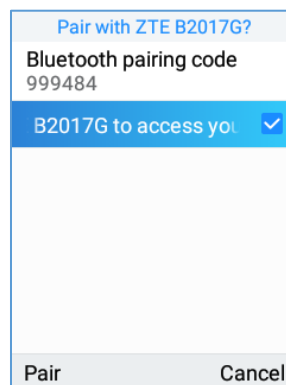 Pair with ZTE B2017G?
Bluetooth pairing code
999484
B2017G to access you
Pair Cancel